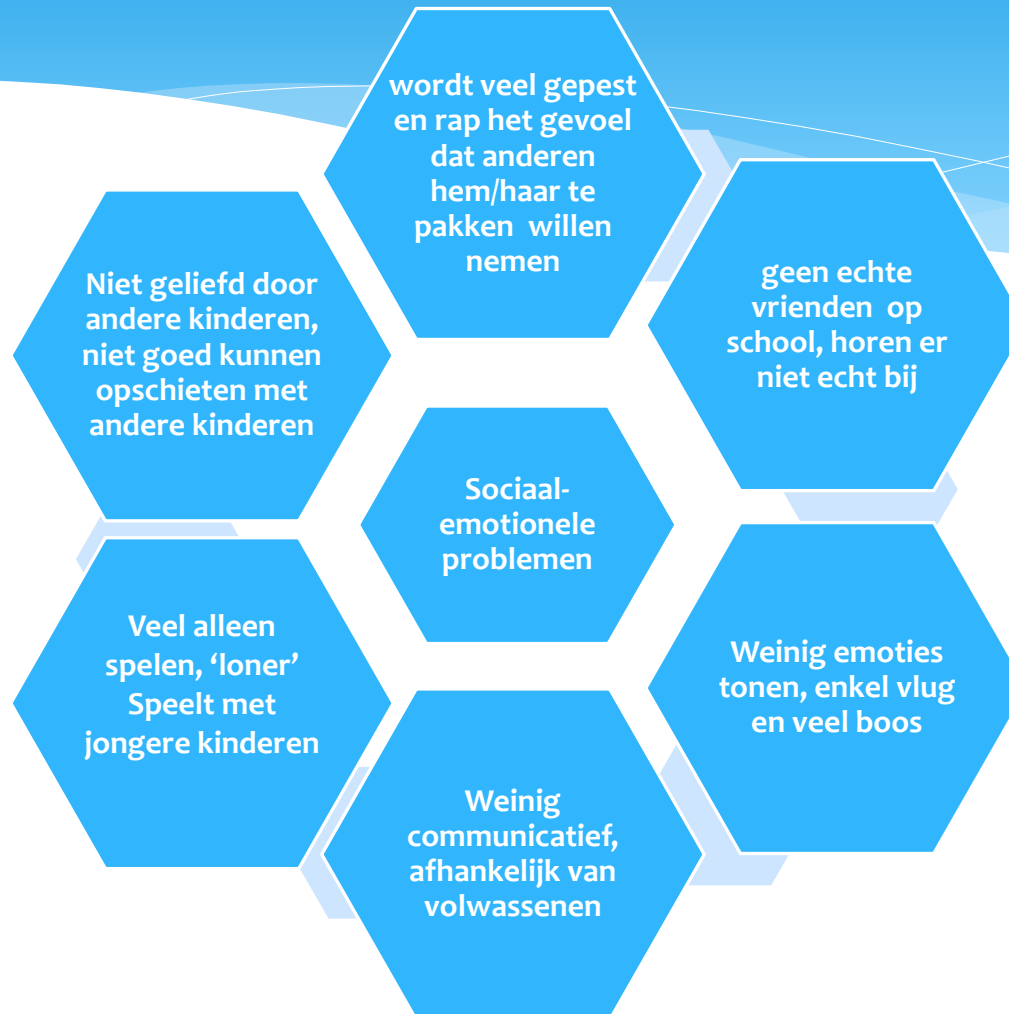 wordt veel gepest
en rap het gevoel
dat anderen
hem/haar te
pakken willen
nemen
geen echte
vrienden op
school, horen er
niet echt bij
Weinig emoties
tonen, enkel vlug
en veel boos
Weinig
communicatief,
afhankelijk van
volwassenen
Veel alleen
spelen, ‘loner’
Speelt met
jongere kinderen
Niet geliefd door
andere kinderen,
niet goed kunnen
opschieten met
andere kinderen
Sociaal-
emotionele
problemen